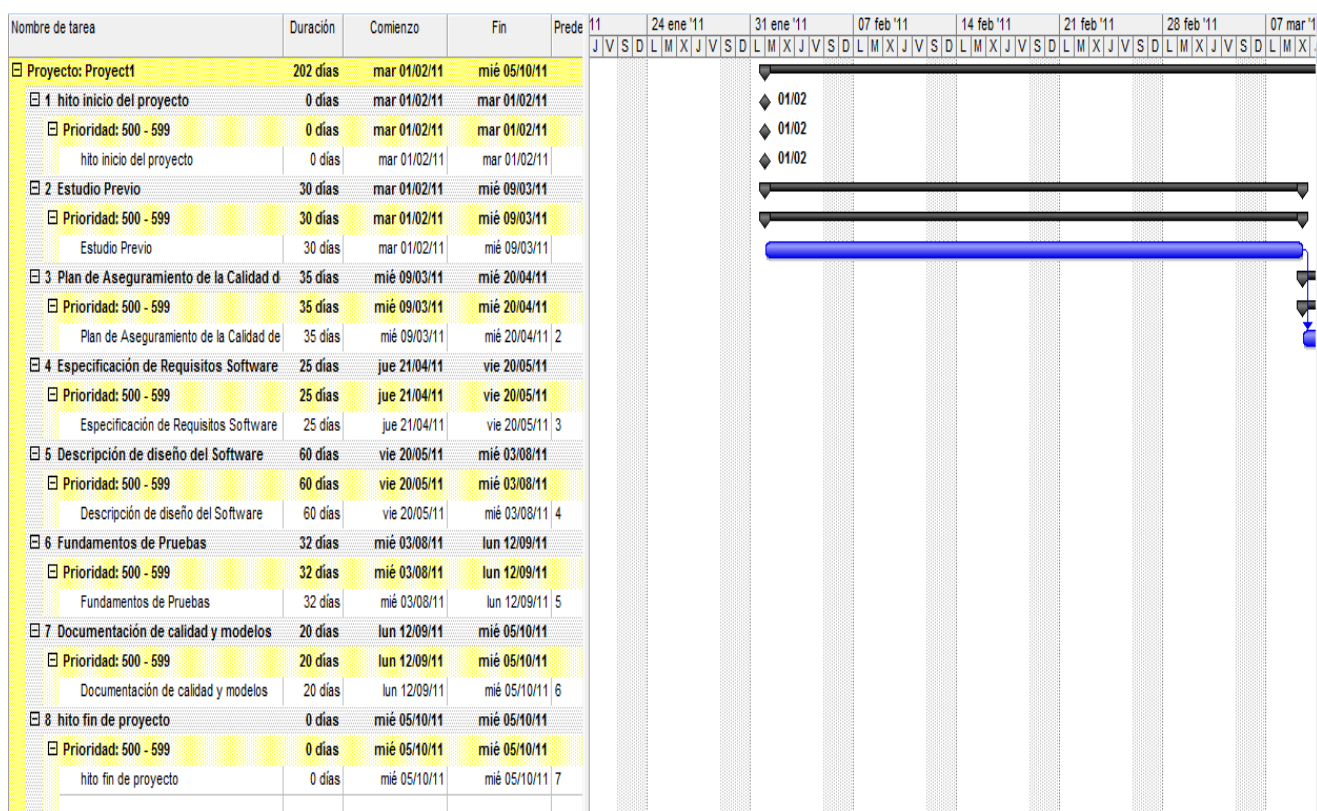 Nombre de tarea Duración Comienzo Fin Prede 11 24 ene '11 31 ene '11 07 feb '11 14 feb '11 21 feb '11 28 feb '11 07 mar '1
J V S D L M X J V S D L M X J V S D L M X J V S D L M X J V S D L M X J V S D L M X J V S D L M X
Proyecto: Proyect1 202 días mar 01/02/11 mié 05/10/11
1 hito inicio del proyecto 0 días mar 01/02/11 mar 01/02/11 01/02
Prioridad: 500 - 599 0 días mar 01/02/11 mar 01/02/11 01/02
hito inicio del proyecto 0 días mar 01/02/11 mar 01/02/11 01/02
2 Estudio Previo 30 días mar 01/02/11 mié 09/03/11
Prioridad: 500 - 599 30 días mar 01/02/11 mié 09/03/11
Estudio Previo 30 días mar 01/02/11 mié 09/03/11
3 Plan de Aseguramiento de la Calidad d 35 días mié 09/03/11 mié 20/04/11
Prioridad: 500 - 599 35 días mié 09/03/11 mié 20/04/11
Plan de Aseguramiento de la Calidad de 35 días mié 09/03/11 mié 20/04/11 2
4 Especificación de Requisitos Software 25 días jue 21/04/11 vie 20/05/11
Prioridad: 500 - 599 25 días jue 21/04/11 vie 20/05/11
Especificación de Requisitos Software 25 días jue 21/04/11 vie 20/05/11 3
5 Descripción de diseño del Software 60 días vie 20/05/11 mié 03/08/11
Prioridad: 500 - 599 60 días vie 20/05/11 mié 03/08/11
Descripción de diseño del Software 60 días vie 20/05/11 mié 03/08/11 4
6 Fundamentos de Pruebas 32 días mié 03/08/11 lun 12/09/11
Prioridad: 500 - 599 32 días mié 03/08/11 lun 12/09/11
Fundamentos de Pruebas 32 días mié 03/08/11 lun 12/09/11 5
7 Documentación de calidad y modelos 20 días lun 12/09/11 mié 05/10/11
Prioridad: 500 - 599 20 días lun 12/09/11 mié 05/10/11
Documentación de calidad y modelos 20 días lun 12/09/11 mié 05/10/11 6
8 hito fin de proyecto 0 días mié 05/10/11 mié 05/10/11
Prioridad: 500 - 599 0 días mié 05/10/11 mié 05/10/11
hito fin de proyecto 0 días mié 05/10/11 mié 05/10/11 7